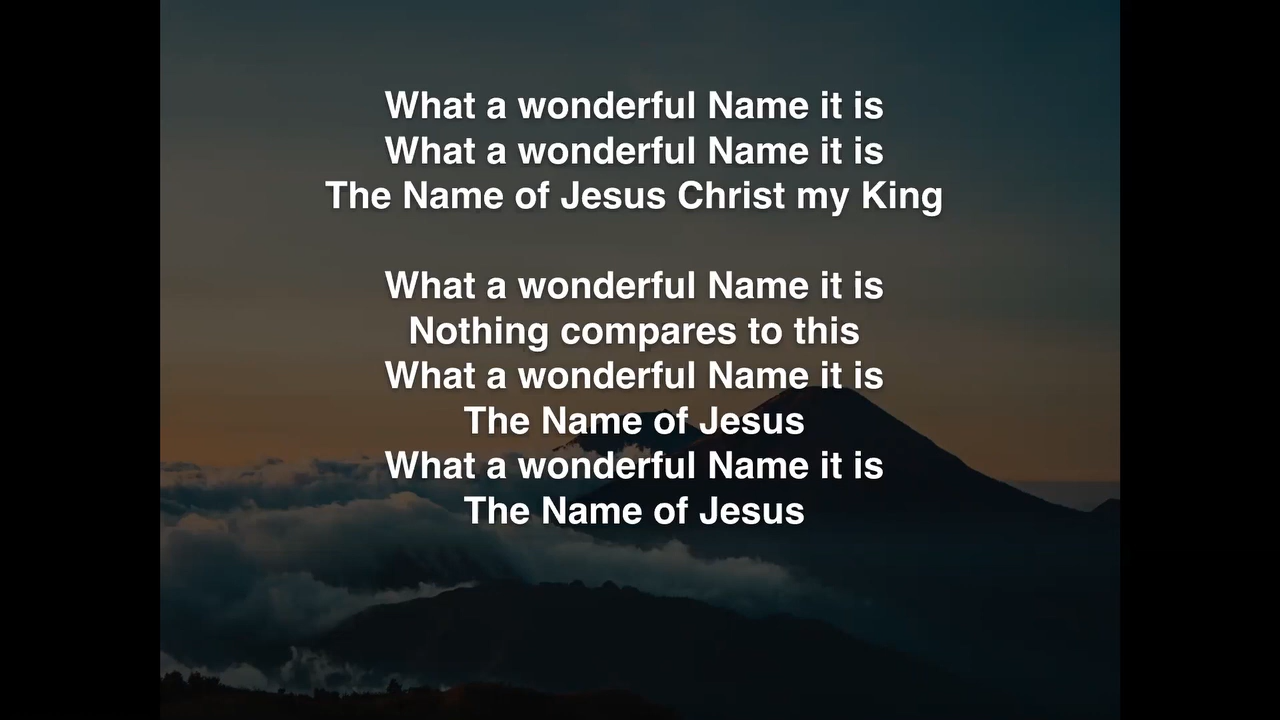 What a wonderful Name it is
What a wonderful Name it is
The Name of Jesus Christ my King
What a wonderful Name it is
Nothing compares to this
What a wonderful Name it is
The Name of Jesus
What a wonderful Name it is
The Name of Jesus